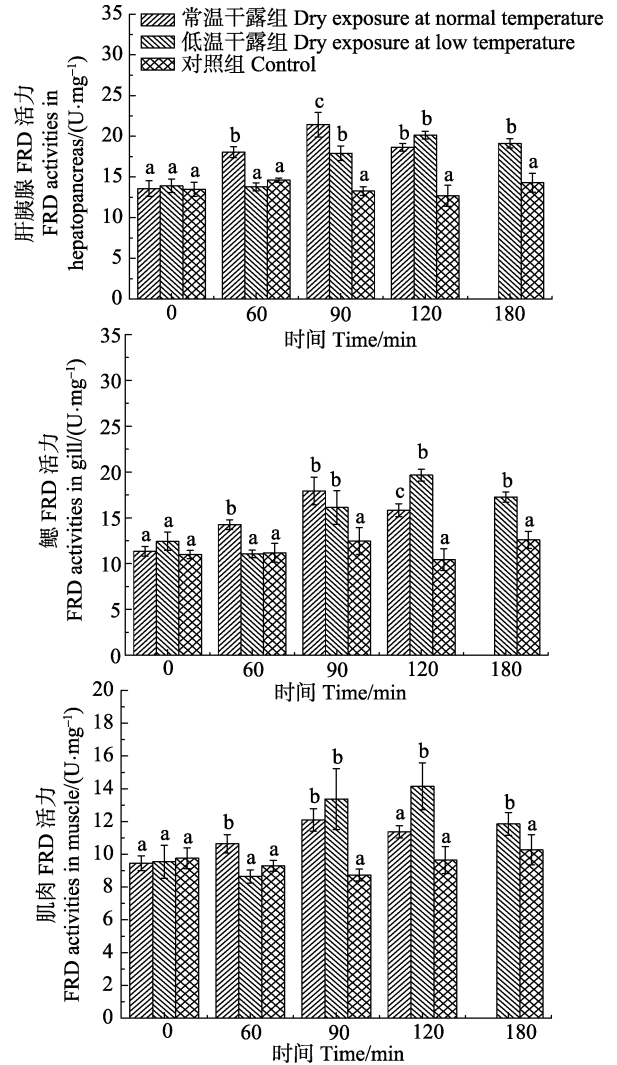 常温干露组 Dry exposure at normal temperature
低温干露组 Dry exposure at low temperature
对照组 Control
肝胰腺 FRD 活力
FRD activities in
hepatopancreas/(U·mg⁻¹)
35
30
25
20
15
10
5
0
a a a
b a a
c b a
b b a
b a
0 60 90 120 180
时间 Time/min
鳃 FRD 活力
FRD activities in gill/(U·mg⁻¹)
35
30
25
20
15
10
5
0
a a a
b a a
b b a
c b a
b a
0 60 90 120 180
时间 Time/min
肌肉 FRD 活力
FRD activities in muscle/(U·mg⁻¹)
20
18
16
14
12
10
8
6
4
2
0
a a a
b a a
b b a
a b a
b a
0 60 90 120 180
时间 Time/min